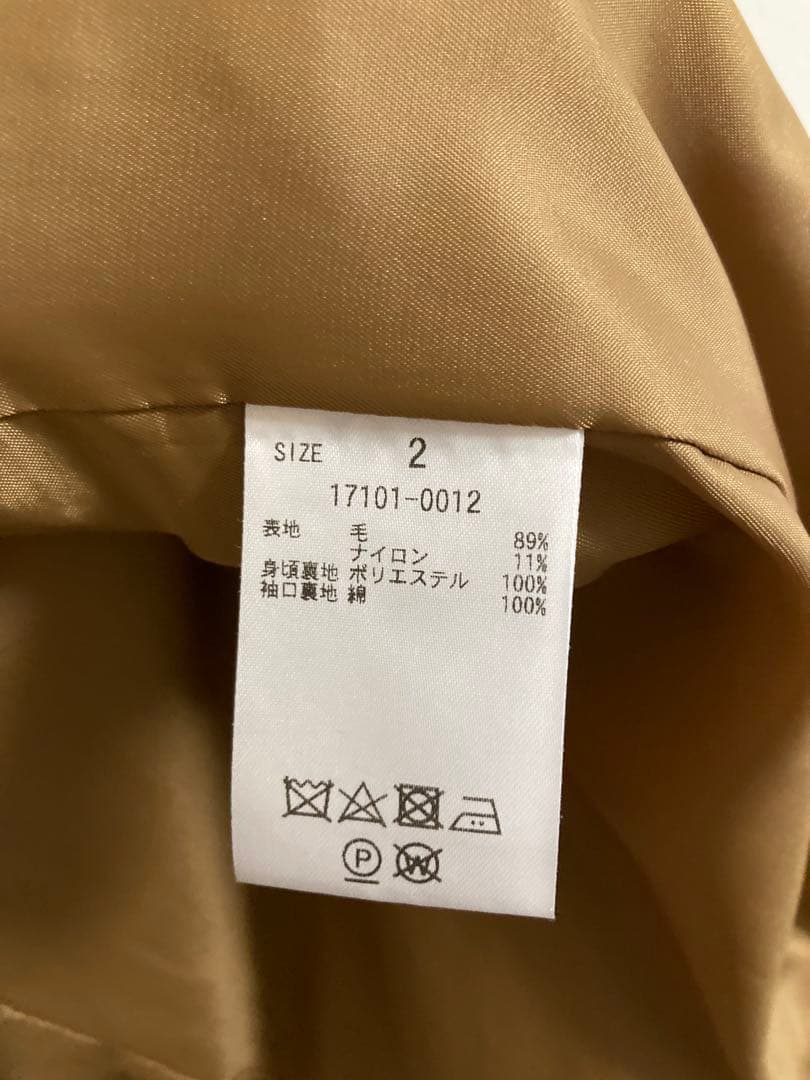 SIZE 2
17101-0012
表地 毛 89%
ナイロン 11%
身頃裏地 ポリエステル 100%
袖口裏地 綿 100%
P
W